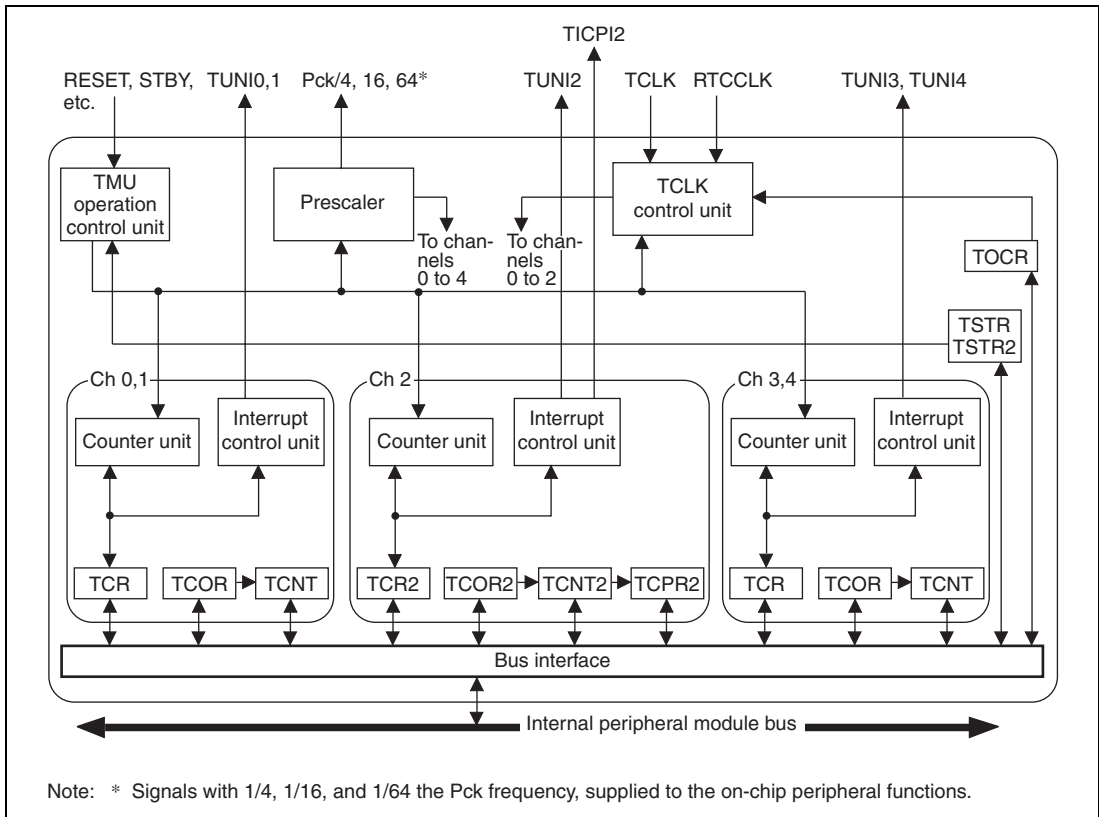 TICPI2
RESET, STBY,
etc.
TUNI0,1
Pck/4, 16, 64*
TUNI2
TCLK
RTCCLK
TUNI3, TUNI4
TMU
operation
control unit
Prescaler
TCLK
control unit
To chan-
nels
0 to 4
To chan-
nels
0 to 2
TOCR
TSTR
TSTR2
Ch 0,1
Counter unit
Interrupt
control unit
TCR
TCOR
TCNT
Ch 2
Counter unit
Interrupt
control unit
TCR2
TCOR2
TCNT2
TCPR2
Ch 3,4
Counter unit
Interrupt
control unit
TCR
TCOR
TCNT
Bus interface
Internal peripheral module bus
Note: * Signals with 1/4, 1/16, and 1/64 the Pck frequency, supplied to the on-chip peripheral functions.